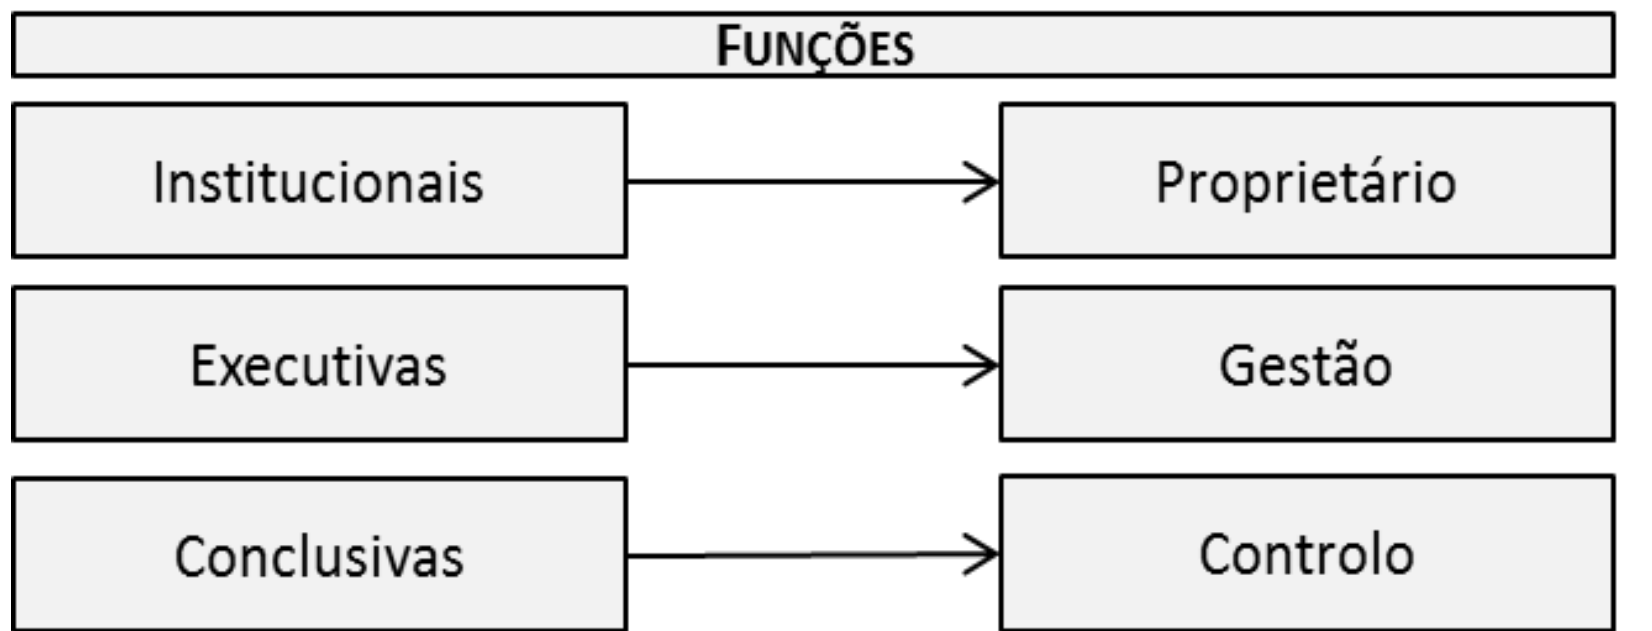 FUNÇÕES
Institucionais
Proprietário
Executivas
Gestão
Conclusivas
Controlo